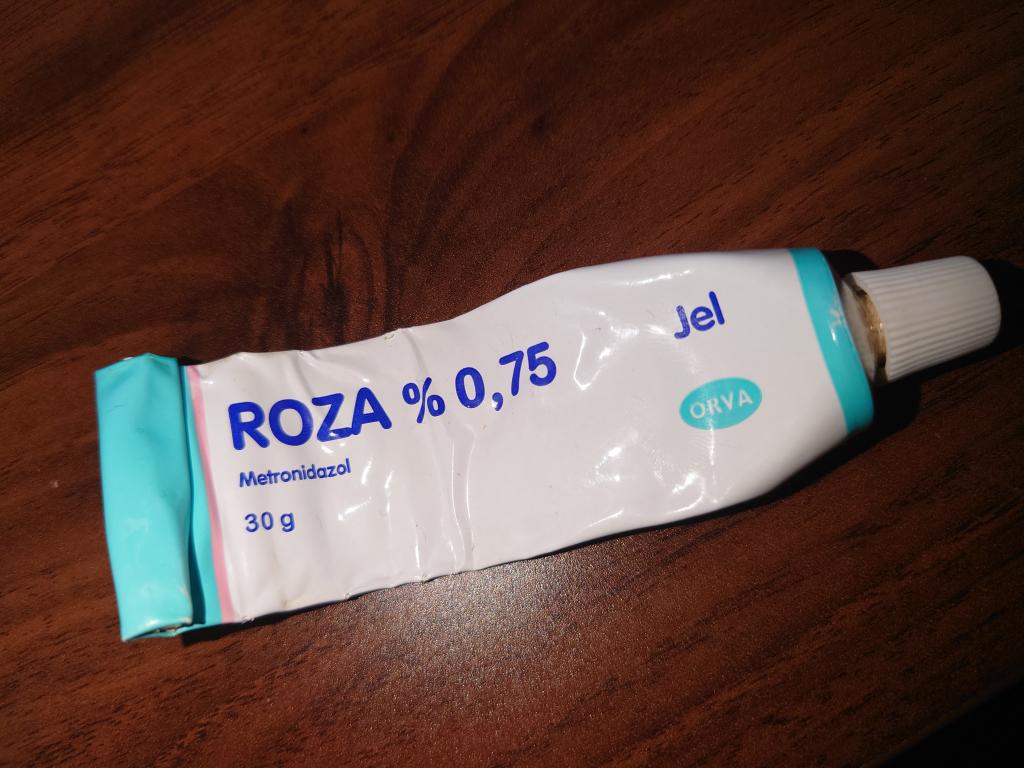 ROZA % 0,75
Jel
Metronidazol
30 g
ORVA